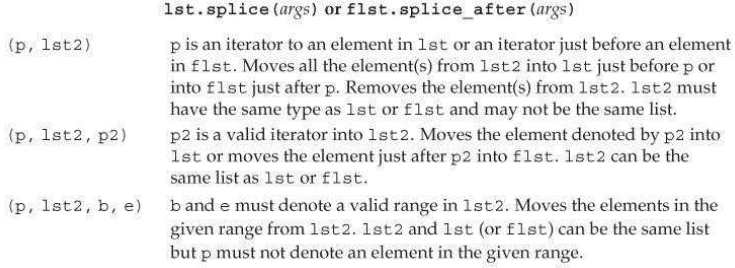 lst.splice(args) or flst.splice_after(args)
(p, lst2) p is an iterator to an element in lst or an iterator just before an element
in flst. Moves all the element(s) from lst2 into lst just before p or
into flst just after p. Removes the element(s) from lst2. lst2 must
have the same type as lst or flst and may not be the same list.
(p, lst2, p2) p2 is a valid iterator into lst2. Moves the element denoted by p2 into
lst or moves the element just after p2 into flst. lst2 can be the
same list as lst or flst.
(p, lst2, b, e) b and e must denote a valid range in lst2. Moves the elements in the
given range from lst2. lst2 and lst (or flst) can be the same list
but p must not denote an element in the given range.